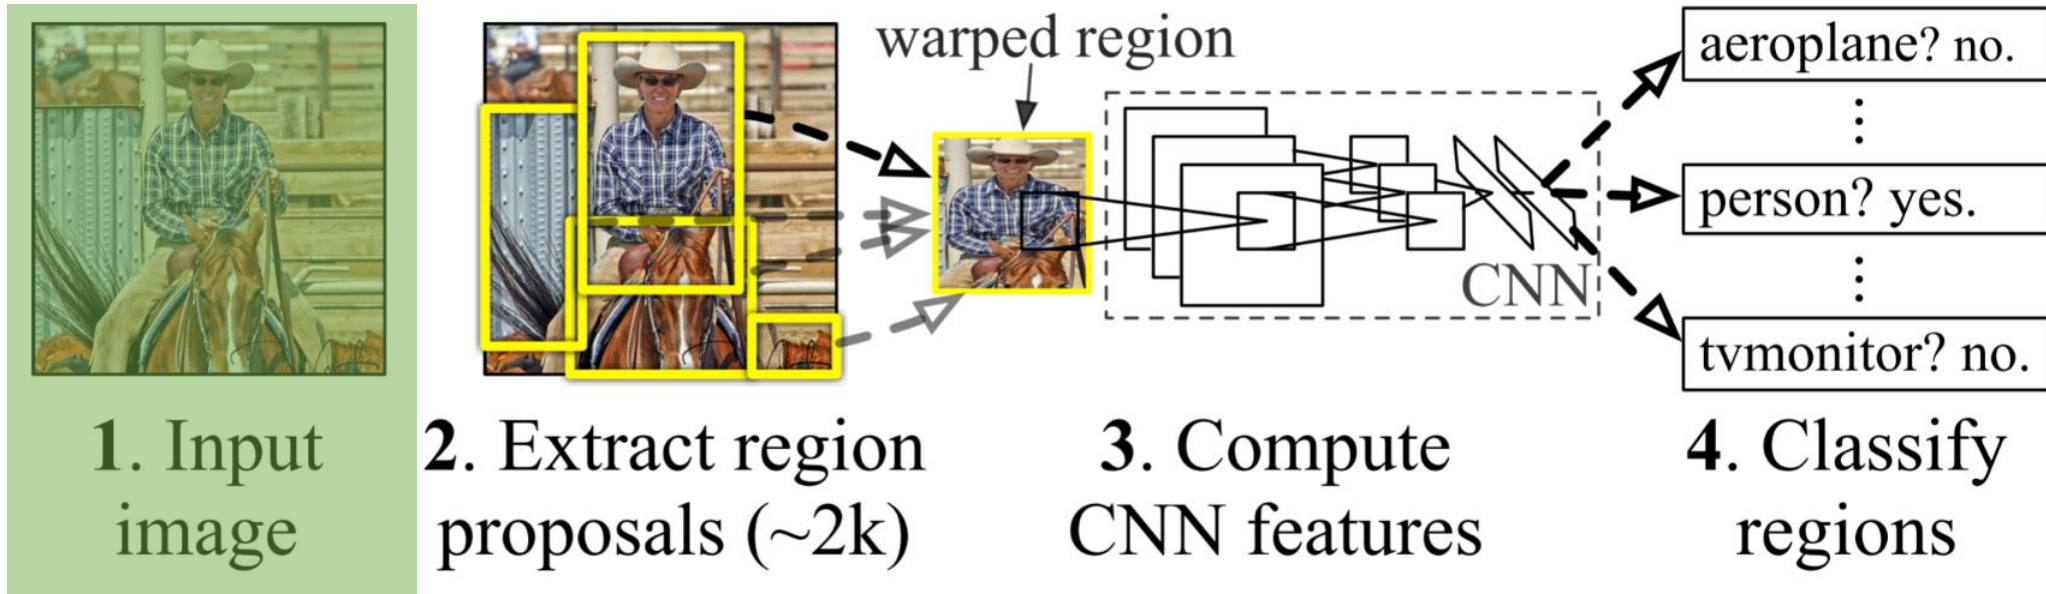 warped region
aeroplane? no.
person? yes.
CNN
tvmonitor? no.
1. Input
image
2. Extract region
proposals (~2k)
3. Compute
CNN features
4. Classify
regions